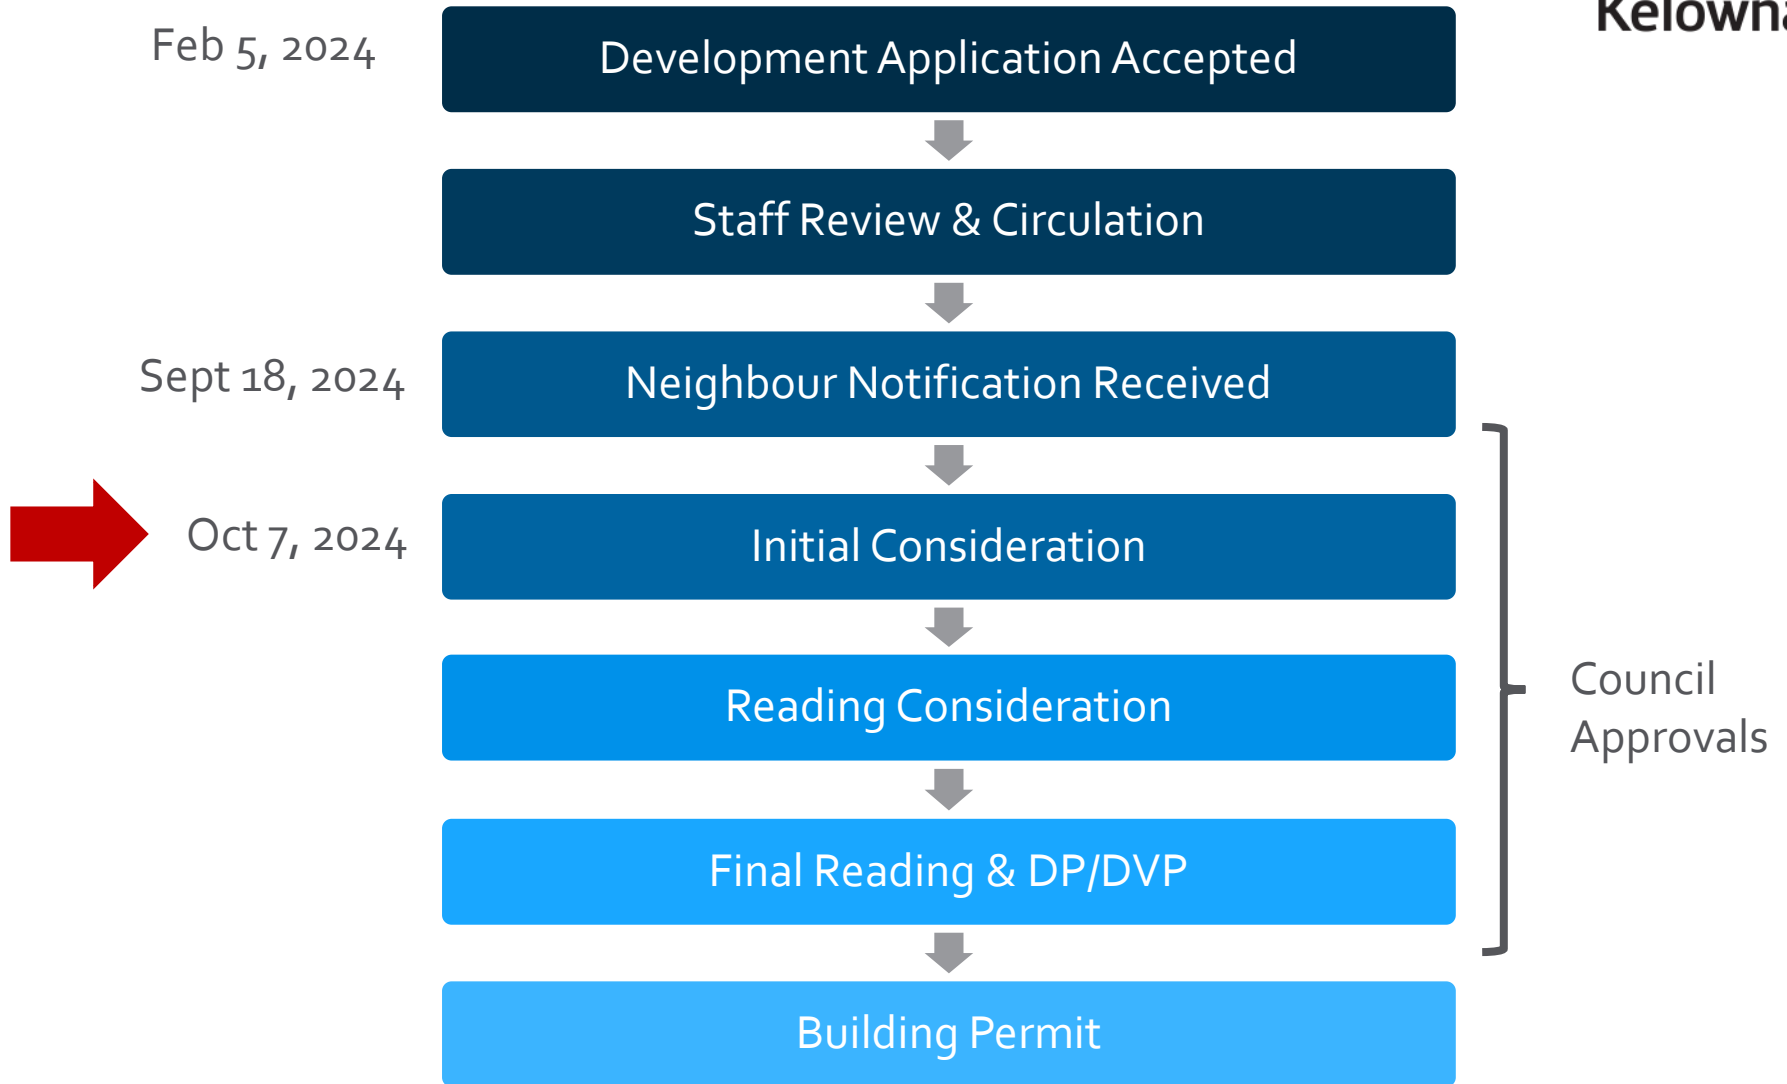 Kelowna
Feb 5, 2024
Development Application Accepted
Staff Review & Circulation
Sept 18, 2024
Neighbour Notification Received
Oct 7, 2024
Initial Consideration
Reading Consideration
Council
Approvals
Final Reading & DP/DVP
Building Permit